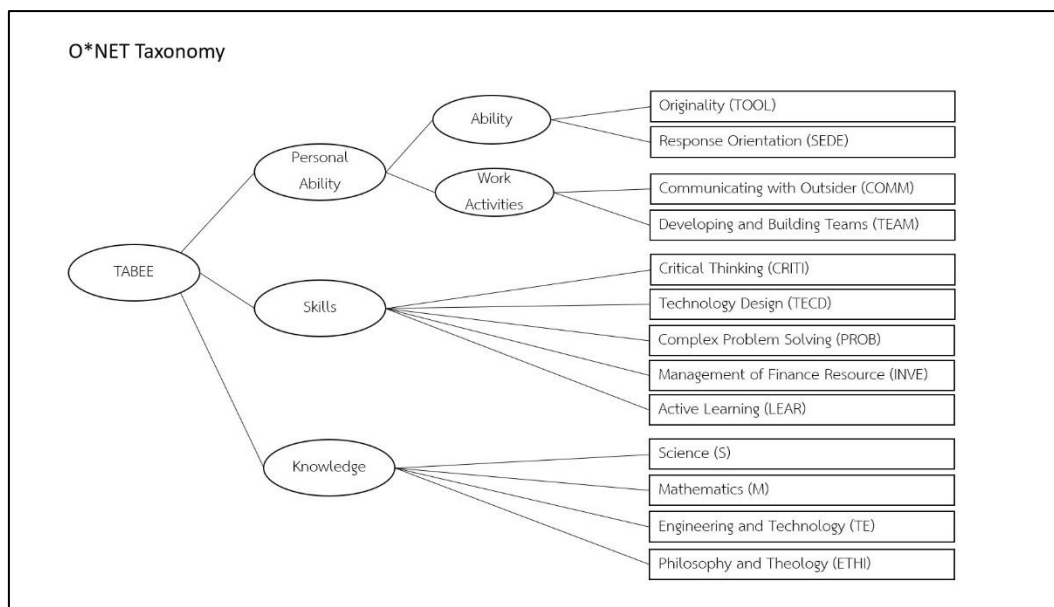 O*NET Taxonomy
TABEE
Personal
Ability
Skills
Knowledge
Ability
Work
Activities
Originality (TOOL)
Response Orientation (SEDE)
Communicating with Outsider (COMM)
Developing and Building Teams (TEAM)
Critical Thinking (CRITI)
Technology Design (TECD)
Complex Problem Solving (PROB)
Management of Finance Resource (INVE)
Active Learning (LEAR)
Science (S)
Mathematics (M)
Engineering and Technology (TE)
Philosophy and Theology (ETHI)